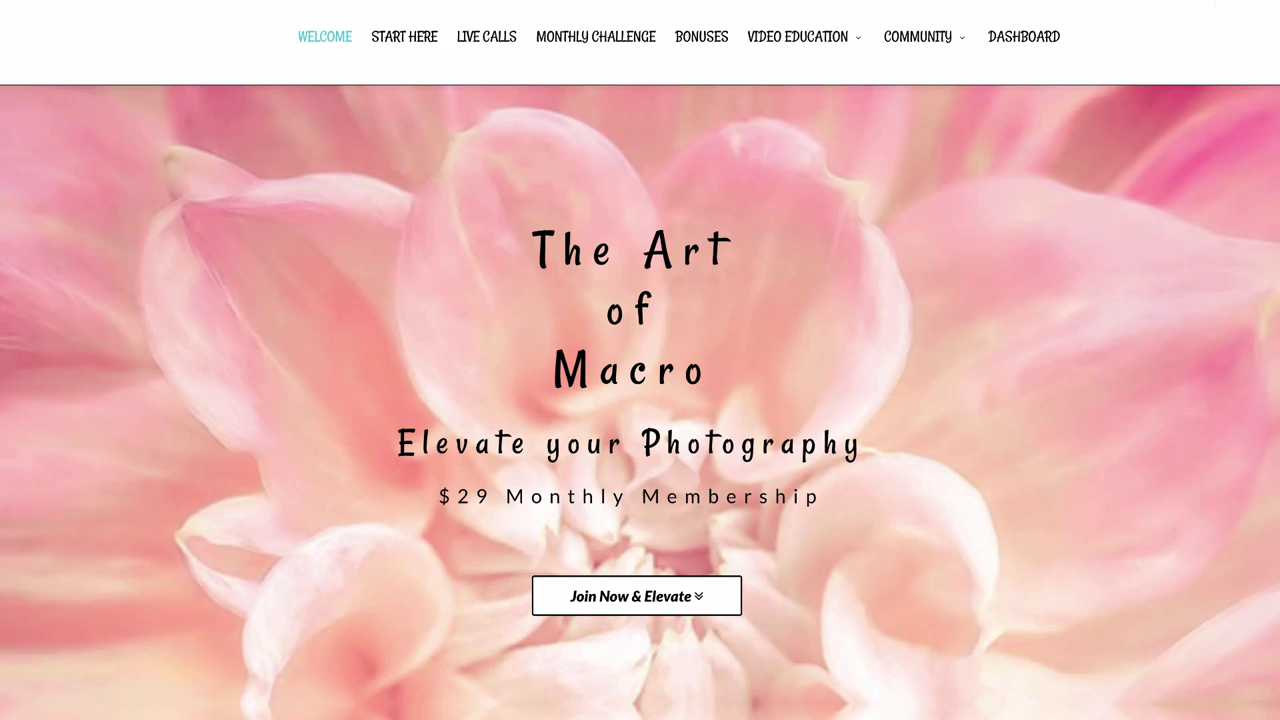 WELCOME START HERE LIVE CALLS MONTHLY CHALLENGE BONUSES VIDEO EDUCATION COMMUNITY DASHBOARD
The Art
of
Macro
Elevate your Photography
$29 Monthly Membership
Join Now & Elevate